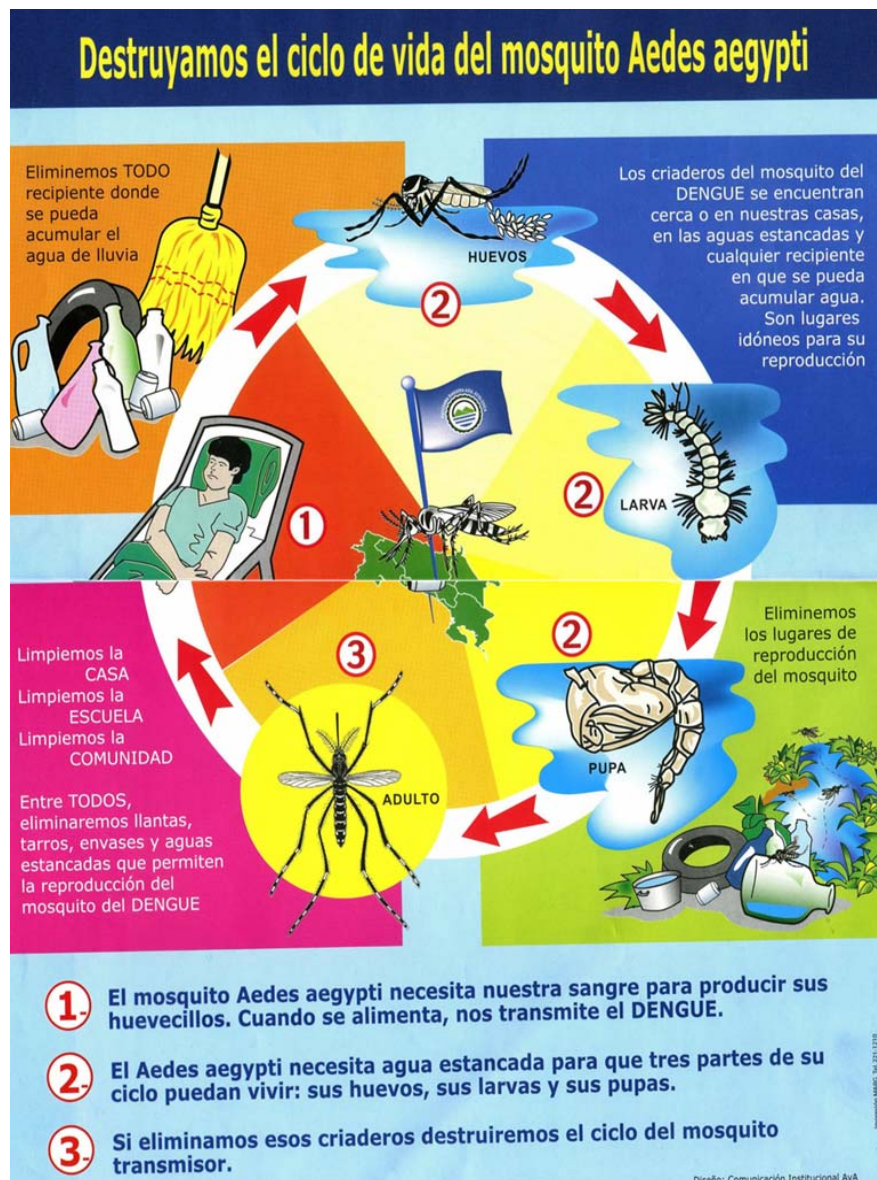 Destruyamos el ciclo de vida del mosquito Aedes aegypti
Eliminemos TODO
recipiente donde
se pueda
acumular el
agua de lluvia
Los criaderos del mosquito del
DENGUE se encuentran
cerca o en nuestras casas,
en las aguas estancadas y
cualquier recipiente
en que se pueda
acumular agua.
Son lugares
idóneos para su
reproducción
HUEVOS
2
2
LARVA
1
Limpiemos la
CASA
Limpiemos la
ESCUELA
Limpiemos la
COMUNIDAD
Entre TODOS,
eliminaremos llantas,
tarros, envases y aguas
estancadas que permiten
la reproducción del
mosquito del DENGUE
3
ADULTO
2
PUPA
Eliminemos
los lugares de
reproducción
del mosquito
1- El mosquito Aedes aegypti necesita nuestra sangre para producir sus
huevecillos. Cuando se alimenta, nos transmite el DENGUE.
2- El Aedes aegypti necesita agua estancada para que tres partes de su
ciclo puedan vivir: sus huevos, sus larvas y sus pupas.
3- Si eliminamos esos criaderos destruiremos el ciclo del mosquito
transmisor.
Diseño: Comunicación Institucional AyA